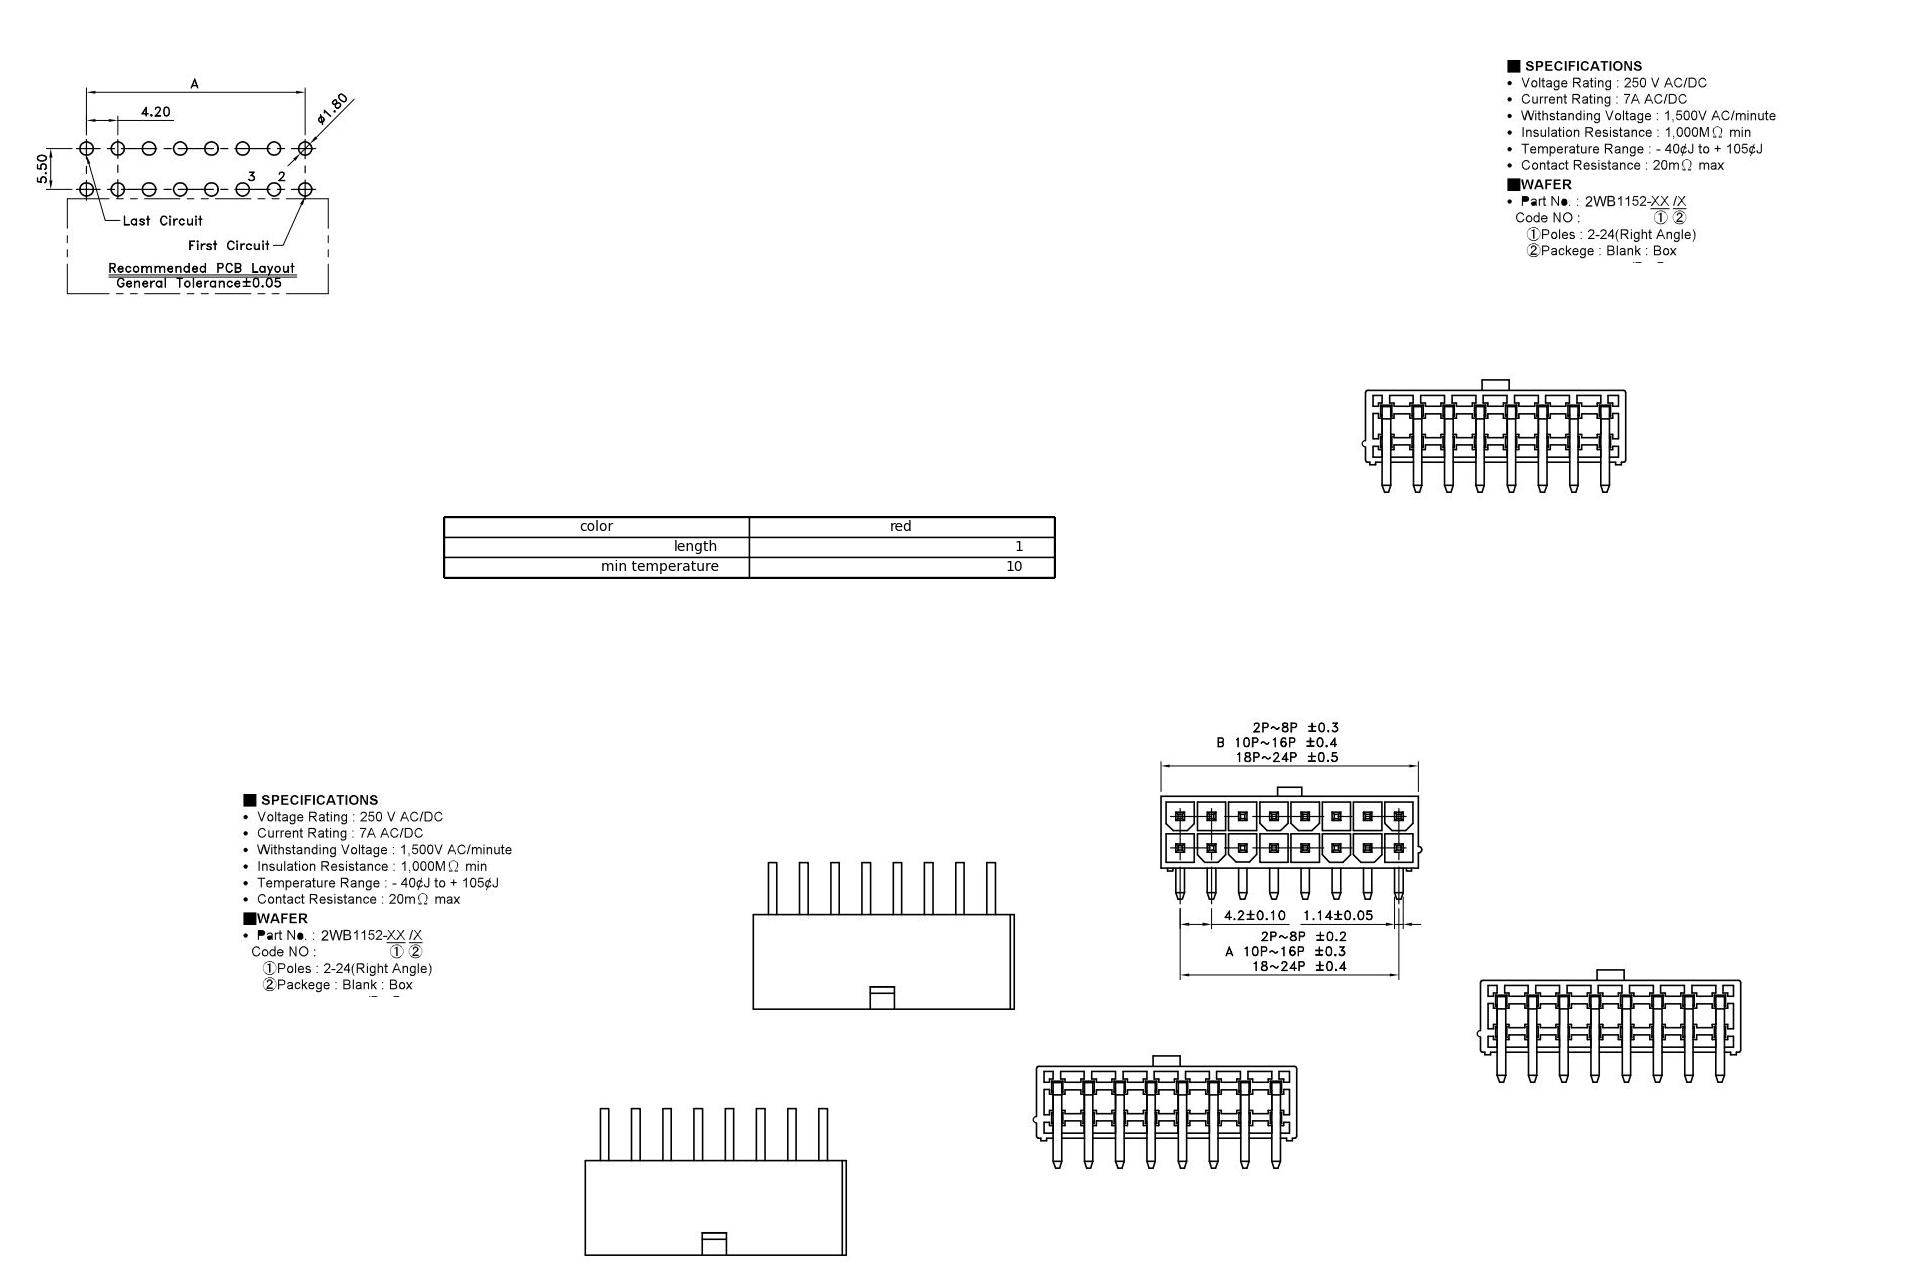 A
4.20
ø1.80
5.50
3 2
Last Circuit
First Circuit
Recommended PCB Layout
General Tolerance±0.05
■ SPECIFICATIONS
• Voltage Rating : 250 V AC/DC
• Current Rating : 7A AC/DC
• Withstanding Voltage : 1,500V AC/minute
• Insulation Resistance : 1,000MΩ min
• Temperature Range : - 40¢J to + 105¢J
• Contact Resistance : 20mΩ max
■WAFER
• Part No. : 2WB1152-XX /X
Code NO : ① ②
①Poles : 2-24(Right Angle)
②Packege : Blank : Box
color red
length 1
min temperature 10
2P~8P ±0.3
B 10P~16P ±0.4
18P~24P ±0.5
4.2±0.10 1.14±0.05
2P~8P ±0.2
A 10P~16P ±0.3
18~24P ±0.4
■ SPECIFICATIONS
• Voltage Rating : 250 V AC/DC
• Current Rating : 7A AC/DC
• Withstanding Voltage : 1,500V AC/minute
• Insulation Resistance : 1,000MΩ min
• Temperature Range : - 40¢J to + 105¢J
• Contact Resistance : 20mΩ max
■WAFER
• Part No. : 2WB1152-XX /X
Code NO : ① ②
①Poles : 2-24(Right Angle)
②Packege : Blank : Box